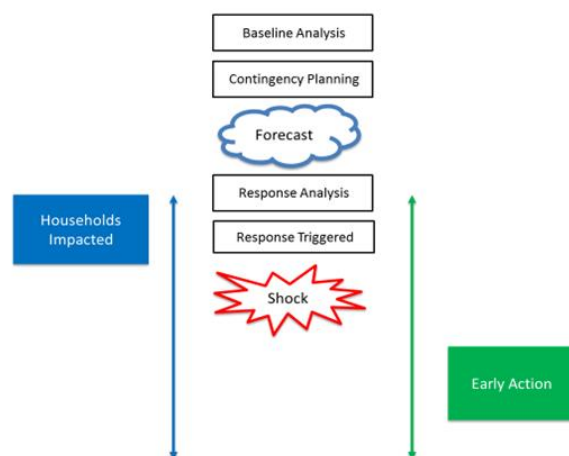 Baseline Analysis
Contingency Planning
Forecast
Response Analysis
Households
Impacted
Response Triggered
Shock
Early Action